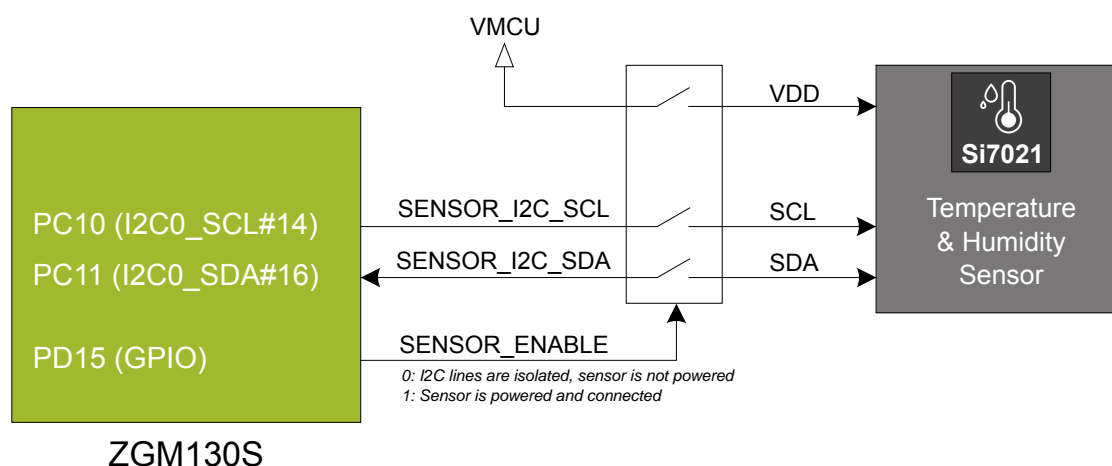 VMCU
VDD
Si7021
PC10 (I2C0_SCL#14)
SENSOR_I2C_SCL
SCL
Temperature
& Humidity
Sensor
PC11 (I2C0_SDA#16)
SENSOR_I2C_SDA
SDA
PD15 (GPIO)
SENSOR_ENABLE
0: I2C lines are isolated, sensor is not powered
1: Sensor is powered and connected
ZGM130S